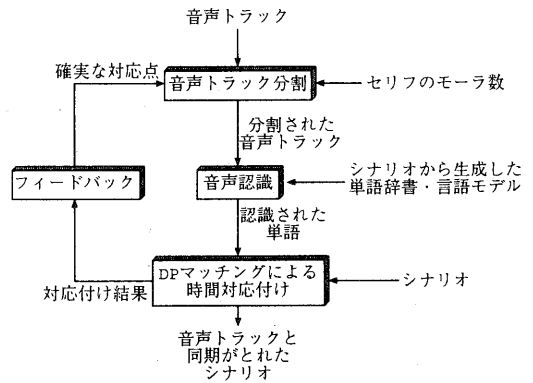 音声トラック
確実な対応点
音声トラック分割
セリフのモーラ数
分割された
音声トラック
フィードバック
音声認識
シナリオから生成した
単語辞書・言語モデル
認識された
単語
DPマッチングによる
時間対応付け
シナリオ
対応付け結果
音声トラックと
同期がとれた
シナリオ